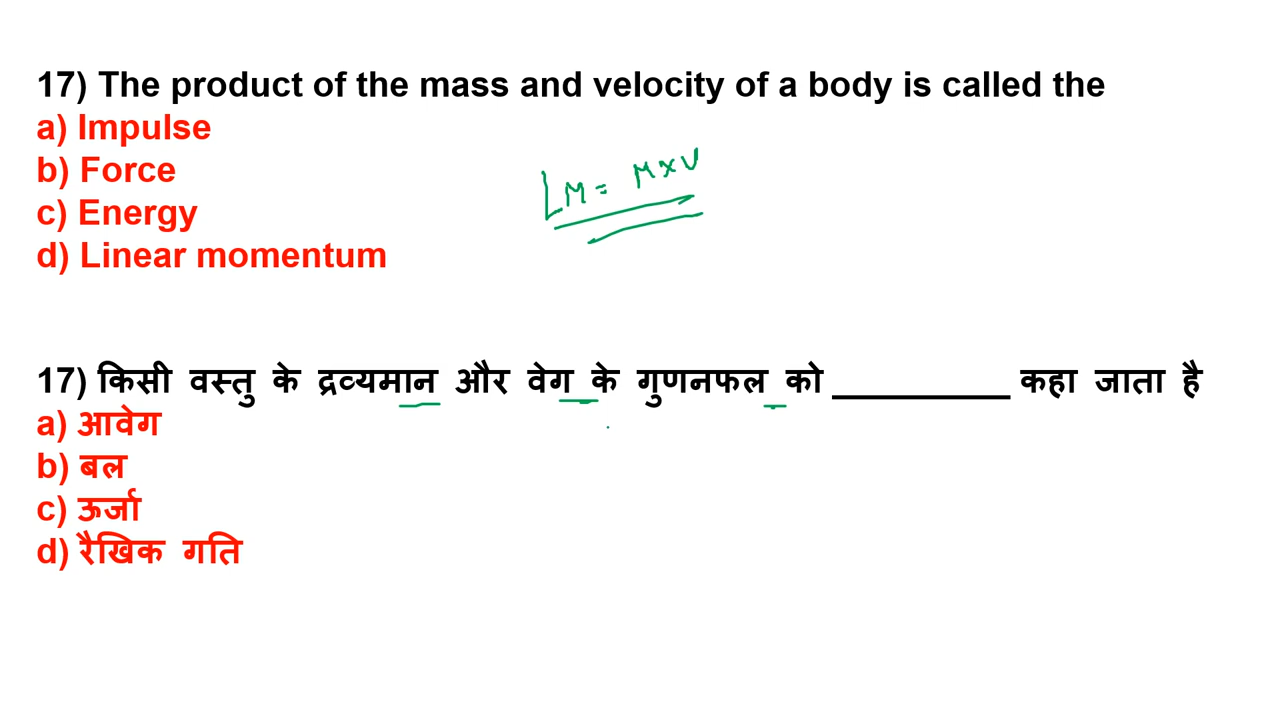 17) The product of the mass and velocity of a body is called the
a) Impulse
b) Force
c) Energy
d) Linear momentum
LM = M×V
17) किसी वस्तु के द्रव्यमान और वेग के गुणनफल को __________ कहा जाता है
a) आवेग
b) बल
c) ऊर्जा
d) रैखिक गति